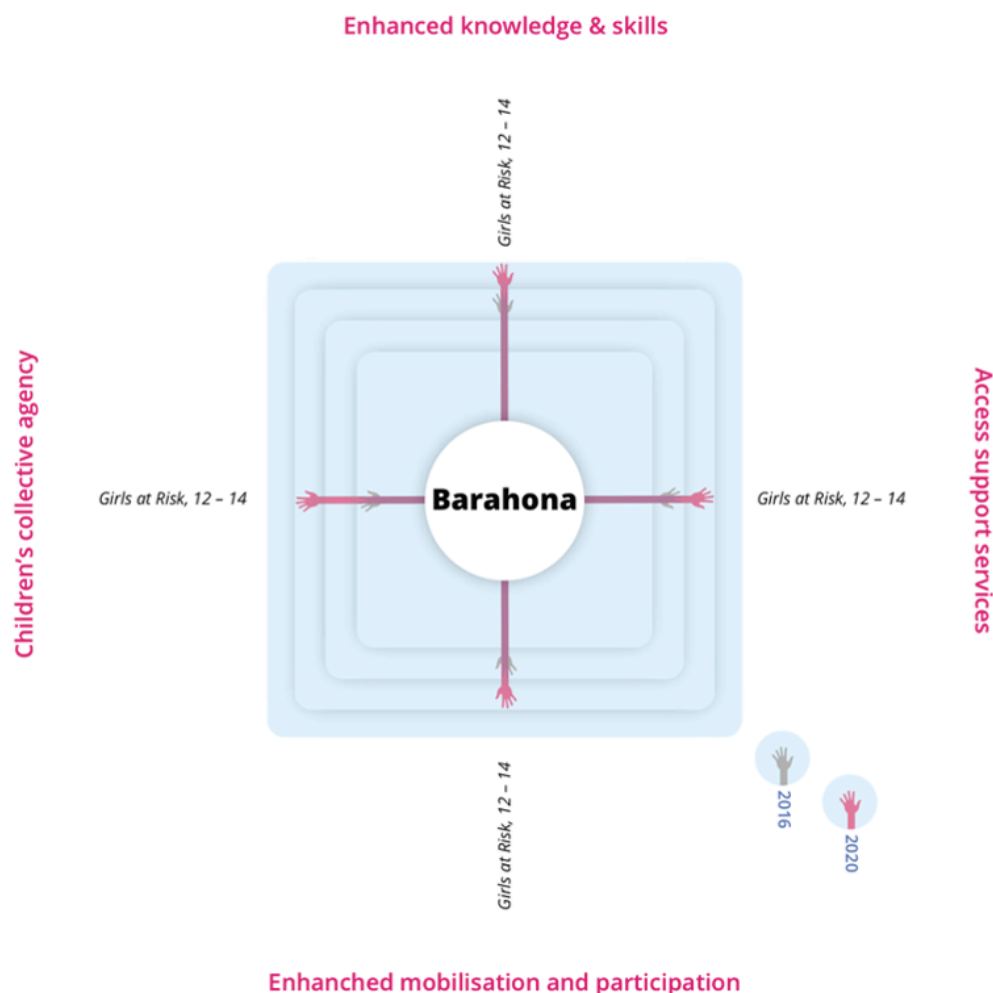 Enhanced knowledge & skills
Girls at Risk, 12 – 14
Children's collective agency
Girls at Risk, 12 – 14
Barahona
Girls at Risk, 12 – 14
Access support services
Girls at Risk, 12 – 14
2016
2020
Enhanched mobilisation and participation